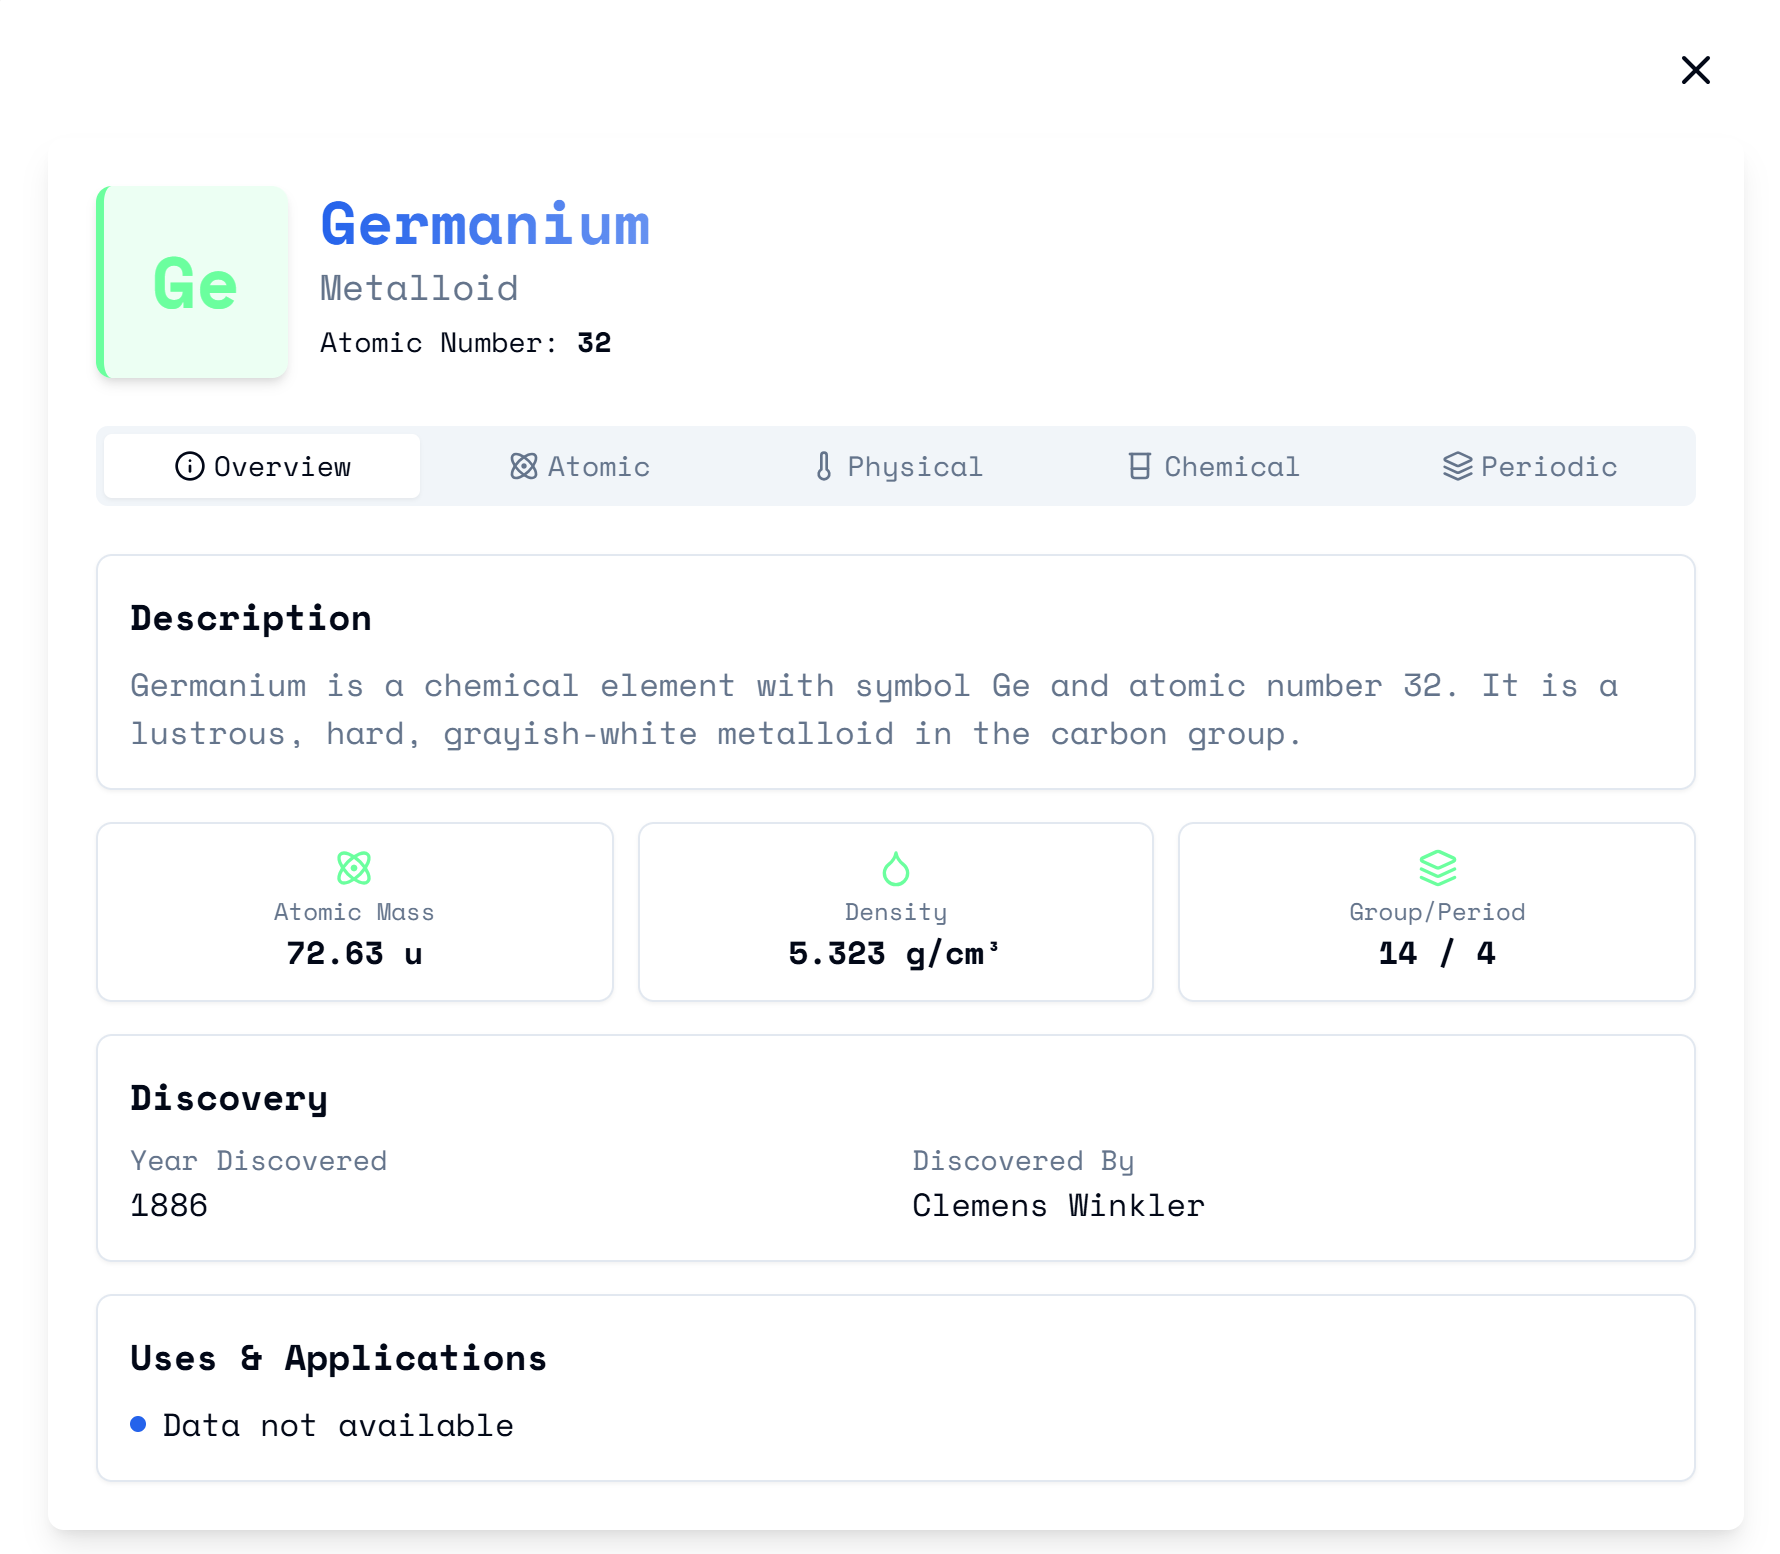 Ge
Germanium
Metalloid
Atomic Number: 32
Overview
Atomic
Physical
Chemical
Periodic
Description
Germanium is a chemical element with symbol Ge and atomic number 32. It is a
lustrous, hard, grayish-white metalloid in the carbon group.
Atomic Mass
72.63 u
Density
5.323 g/cm³
Group/Period
14 / 4
Discovery
Year Discovered
1886
Discovered By
Clemens Winkler
Uses & Applications
Data not available